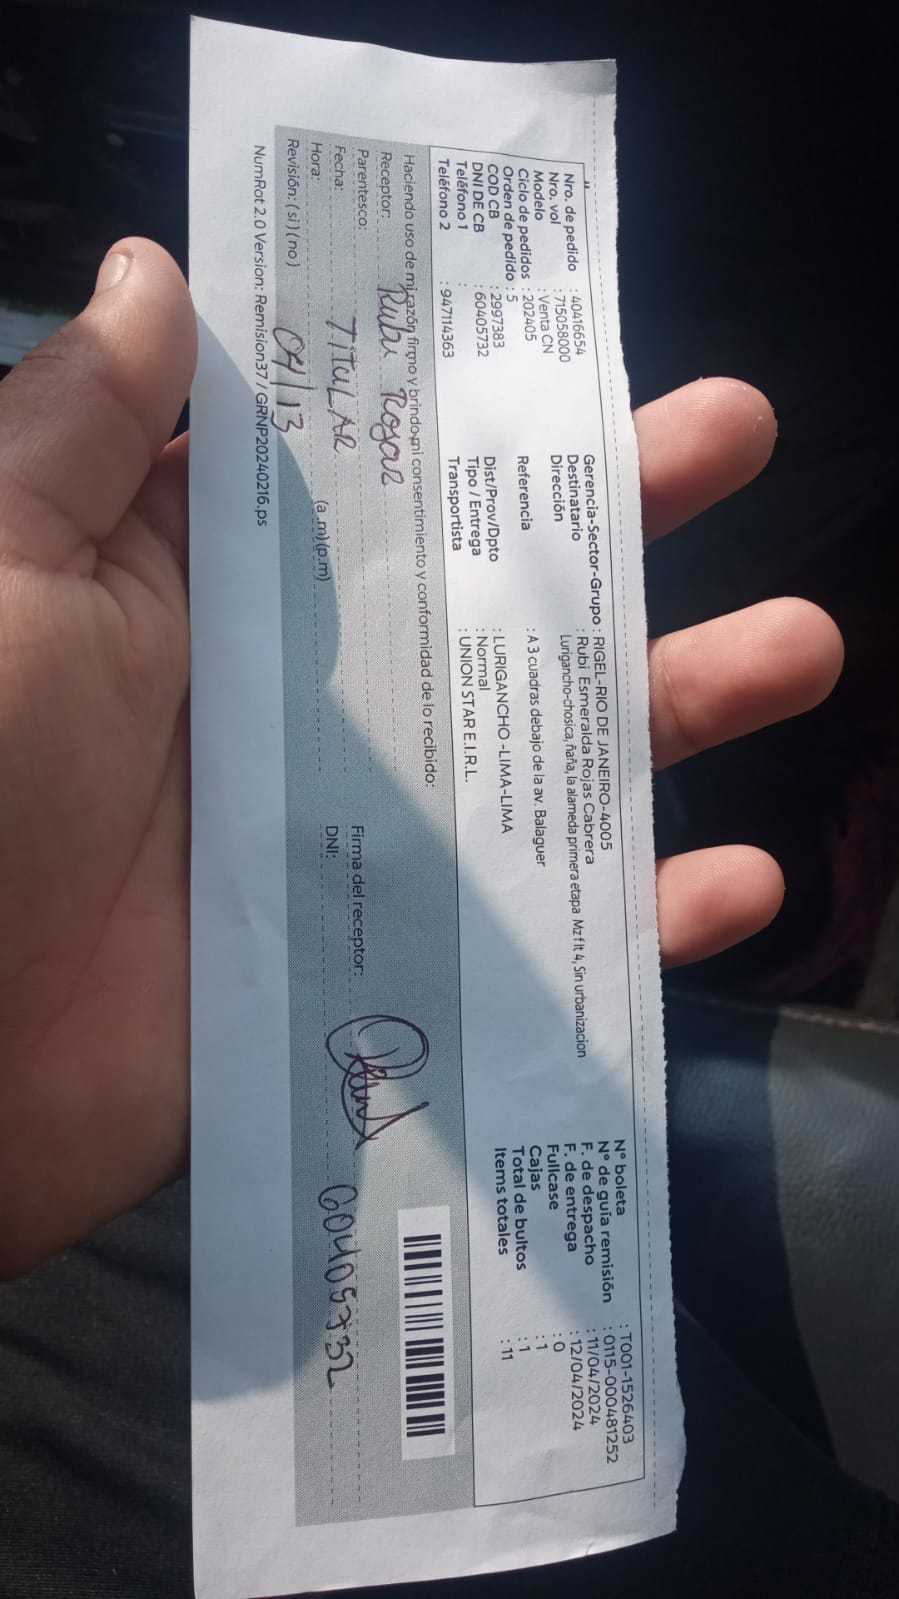 Nro. de pedido : 40416654
Nro. vol : 715058000
Modelo : Venta CN
Ciclo de pedidos : 202405
Orden de pedido : 5
COD CB : 2997383
DNI DE CB : 60405732
Teléfono 1 :
Teléfono 2 : 947114363
Gerencia-Sector-Grupo : RIGEL-RIO DE JANEIRO-4005
Destinatario : Rubi Esmeralda Rojas Cabrera
Dirección Lurigancho-chosica, ñaña, la alameda primera etapa Mz f lt 4, Sin urbanizacion
Referencia : A 3 cuadras debajo de la av. Balaguer
Dist/Prov/Dpto : LURIGANCHO -LIMA-LIMA
Tipo / Entrega : Normal
Transportista : UNION STAR E.I.R.L.
N° boleta : T001-1526403
N° de guía remisión : 0115-000481252
F. de despacho : 11/04/2024
F. de entrega : 12/04/2024
Fullcase : 0
Cajas : 1
Total de bultos : 1
Items totales : 11
Haciendo uso de mi razón firmo y brindo mi consentimiento y conformidad de lo recibido:
Receptor: Rubi Rojas
Parentesco: TITULAR
Fecha: 04/13
Hora: (a .m) (p.m)
Revisión: ( si ) ( no )
Firma del receptor:
DNI: 60405732
NumRot 2.0 Version: Remision37 / GRNP20240216.ps